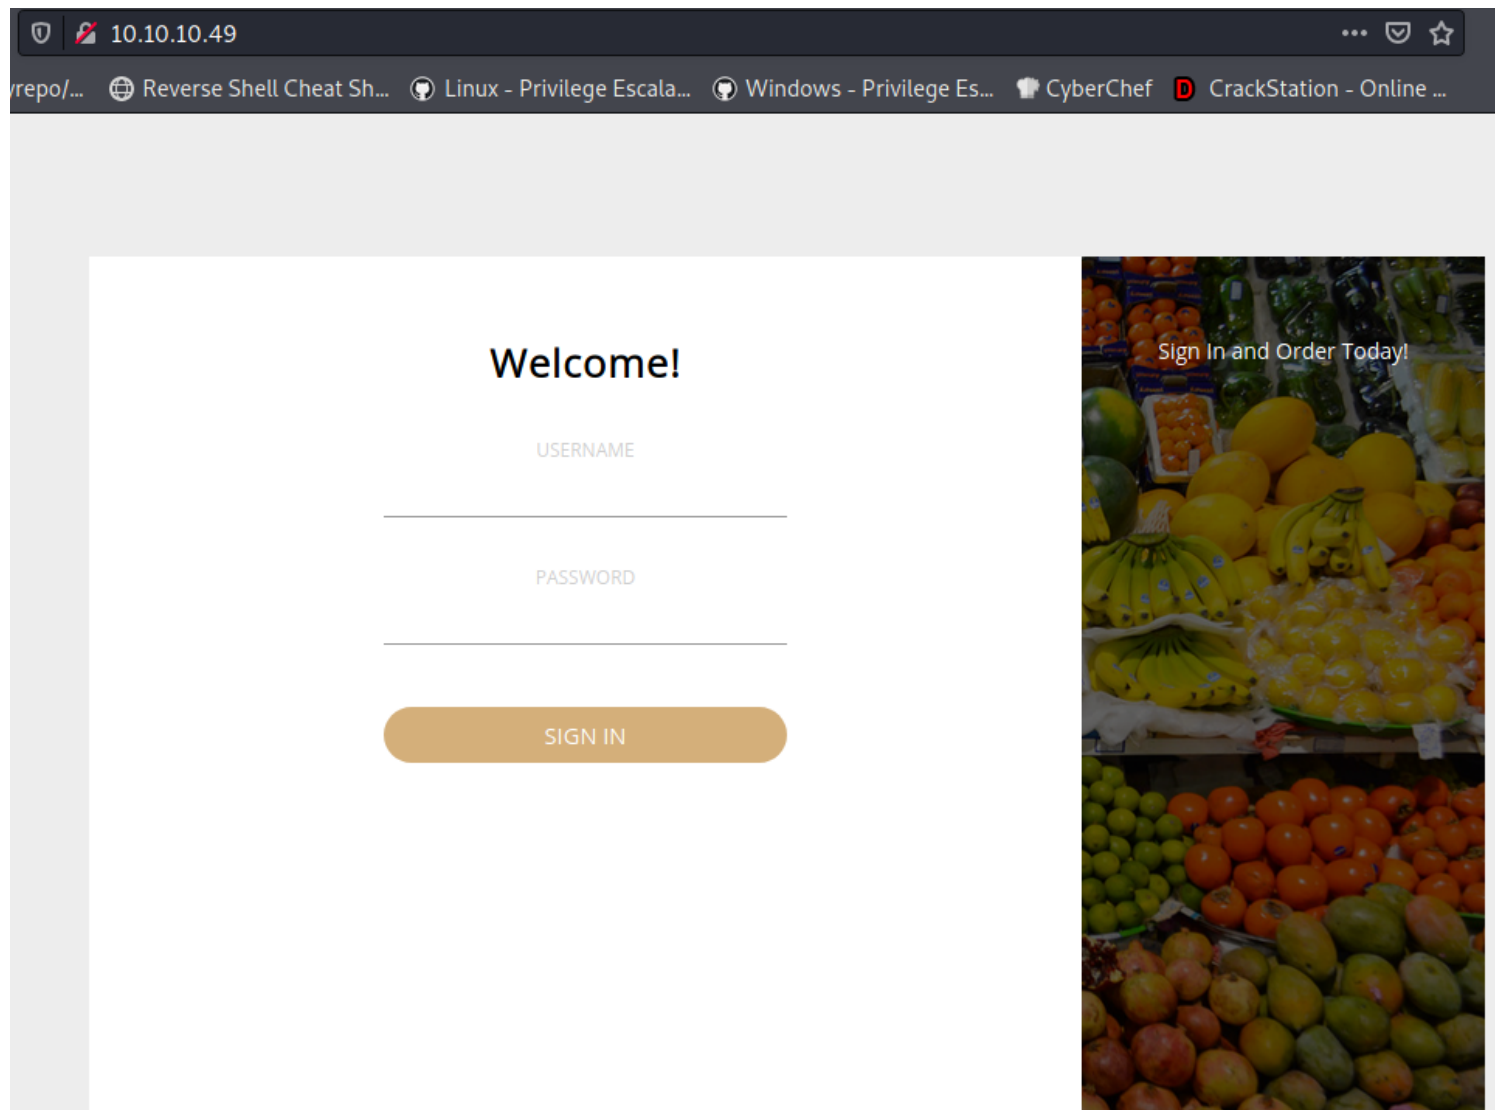 10.10.10.49
yrepo/... Reverse Shell Cheat Sh... Linux - Privilege Escala... Windows - Privilege Es... CyberChef D CrackStation - Online ...
Welcome!
Sign In and Order Today!
USERNAME
PASSWORD
SIGN IN